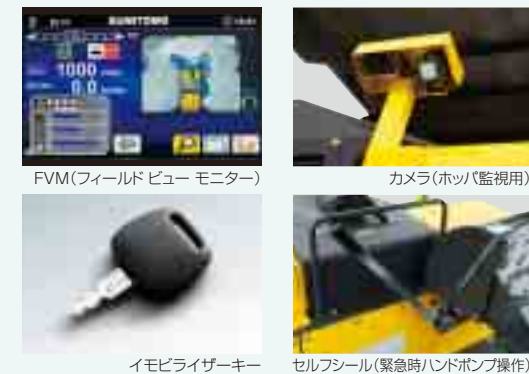 SUMITOMO
1000
0.0
FVM(フィールド ビュー モニター)
カメラ(ホッパ監視用)
イモビライザーキー
セルフシール(緊急時ハンドポンプ操作)